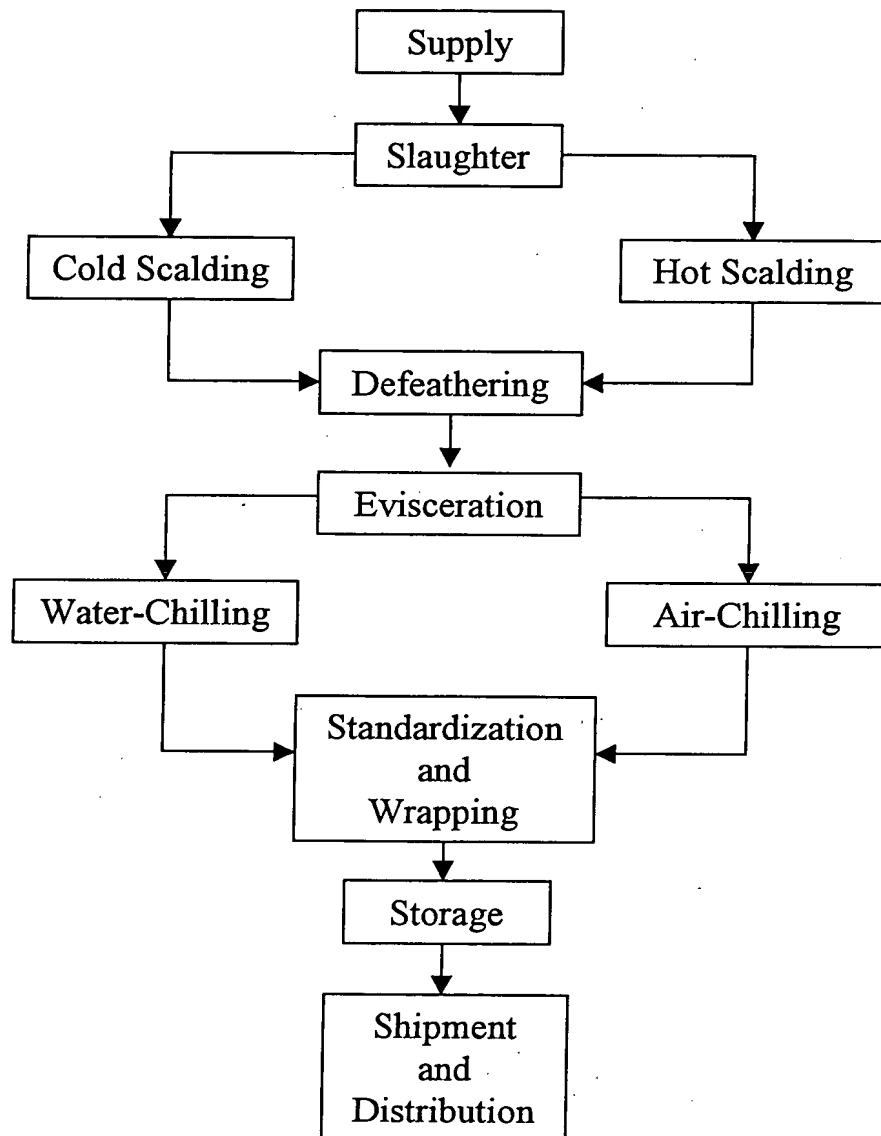 Supply
Slaughter
Cold Scalding
Hot Scalding
Defeathering
Evisceration
Water-Chilling
Air-Chilling
Standardization
and
Wrapping
Storage
Shipment
and
Distribution